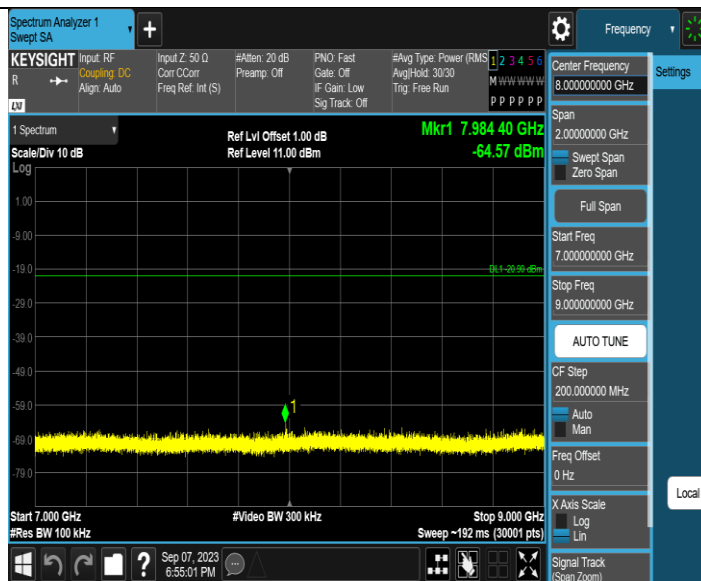 Spectrum Analyzer 1
Swept SA
+
Frequency
KEYSIGHT
R
LXI
Input: RF
Coupling: DC
Align: Auto
Input Z: 50 Ω
Corr CCorr
Freq Ref: Int (S)
#Atten: 20 dB
Preamp: Off
PNO: Fast
Gate: Off
IF Gain: Low
Sig Track: Off
#Avg Type: Power (RMS
Avg|Hold: 30/30
Trig: Free Run
1 2 3 4 5 6
M W W W W W
P P P P P P
1 Spectrum
Scale/Div 10 dB
Log
Ref Lvl Offset 1.00 dB
Ref Level 11.00 dBm
Mkr1 7.984 40 GHz
-64.57 dBm
1.00
-9.00
-19.0
DL1 -20.90 dBm
-29.0
-39.0
-49.0
-59.0
1
-69.0
-79.0
Start 7.000 GHz
#Res BW 100 kHz
#Video BW 300 kHz
Stop 9.000 GHz
Sweep ~192 ms (30001 pts)
?
Sep 07, 2023
6:55:01 PM
Center Frequency
8.000000000 GHz
Settings
Span
2.00000000 GHz
Swept Span
Zero Span
Full Span
Start Freq
7.000000000 GHz
Stop Freq
9.000000000 GHz
AUTO TUNE
CF Step
200.000000 MHz
Auto
Man
Freq Offset
0 Hz
X Axis Scale
Log
Lin
Local
Signal Track
(Span Zoom)